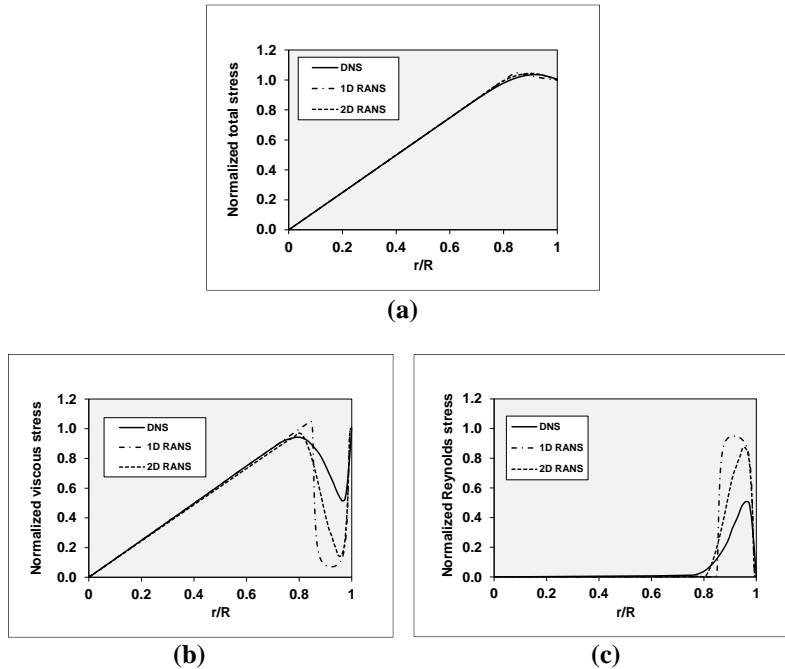 Normalized total stress
1.2
1.0
0.8
0.6
0.4
0.2
0.0
DNS
1D RANS
2D RANS
0 0.2 0.4 0.6 0.8 1
r/R
(a)
Normalized viscous stress
1.2
1.0
0.8
0.6
0.4
0.2
0.0
DNS
1D RANS
2D RANS
0 0.2 0.4 0.6 0.8 1
r/R
(b)
Normalized Reynolds stress
1.2
1.0
0.8
0.6
0.4
0.2
0.0
DNS
1D RANS
2D RANS
0 0.2 0.4 0.6 0.8 1
r/R
(c)